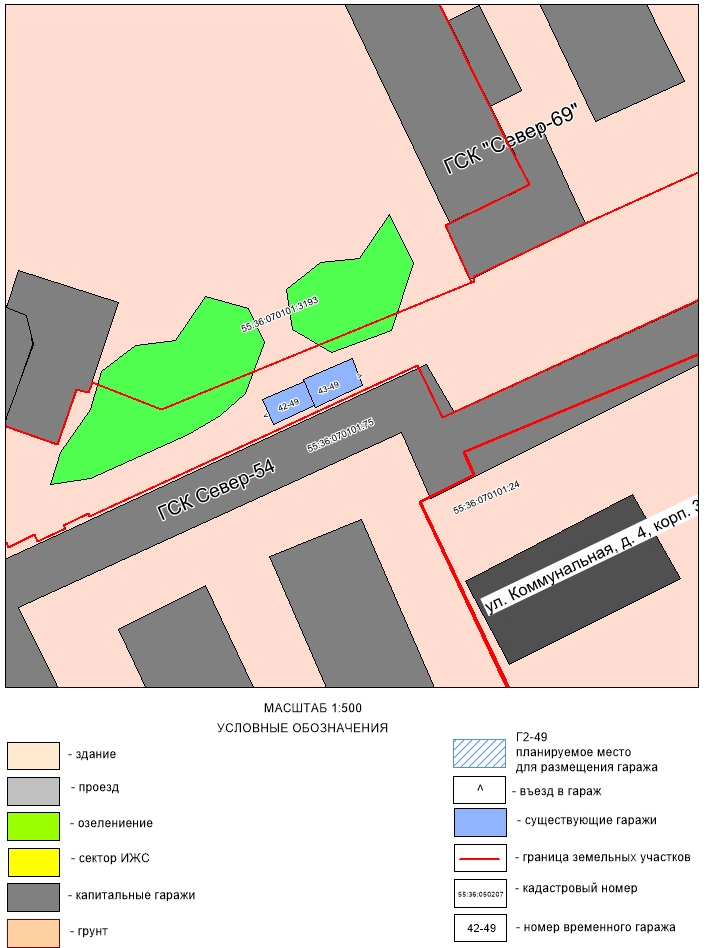 ГСК "Север-69"
55:36:070101:3193
43-49
42-49
55:36:070101:75
ГСК Север-54
55:36:070101:24
ул. Коммунальная, д. 4, корп. 3
МАСШТАБ 1:500
УСЛОВНЫЕ ОБОЗНАЧЕНИЯ
- здание
- проезд
- озеленіение
- сектор ИЖС
- капитальные гаражи
- грунт
Г2-49
планируемое место
для размещения гаража
^ - въезд в гараж
- существующие гаражи
- граница земельных участков
55:36:050207 - кадастровый номер
42-49 - номер временного гаража